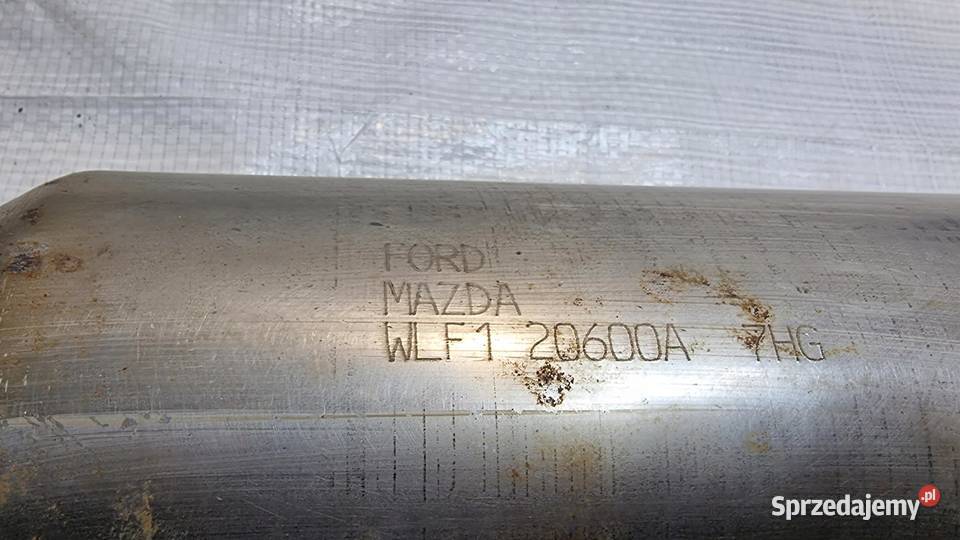 FORD
MAZDA
WLF1 20600A 7HG
Sprzedajemy.pl